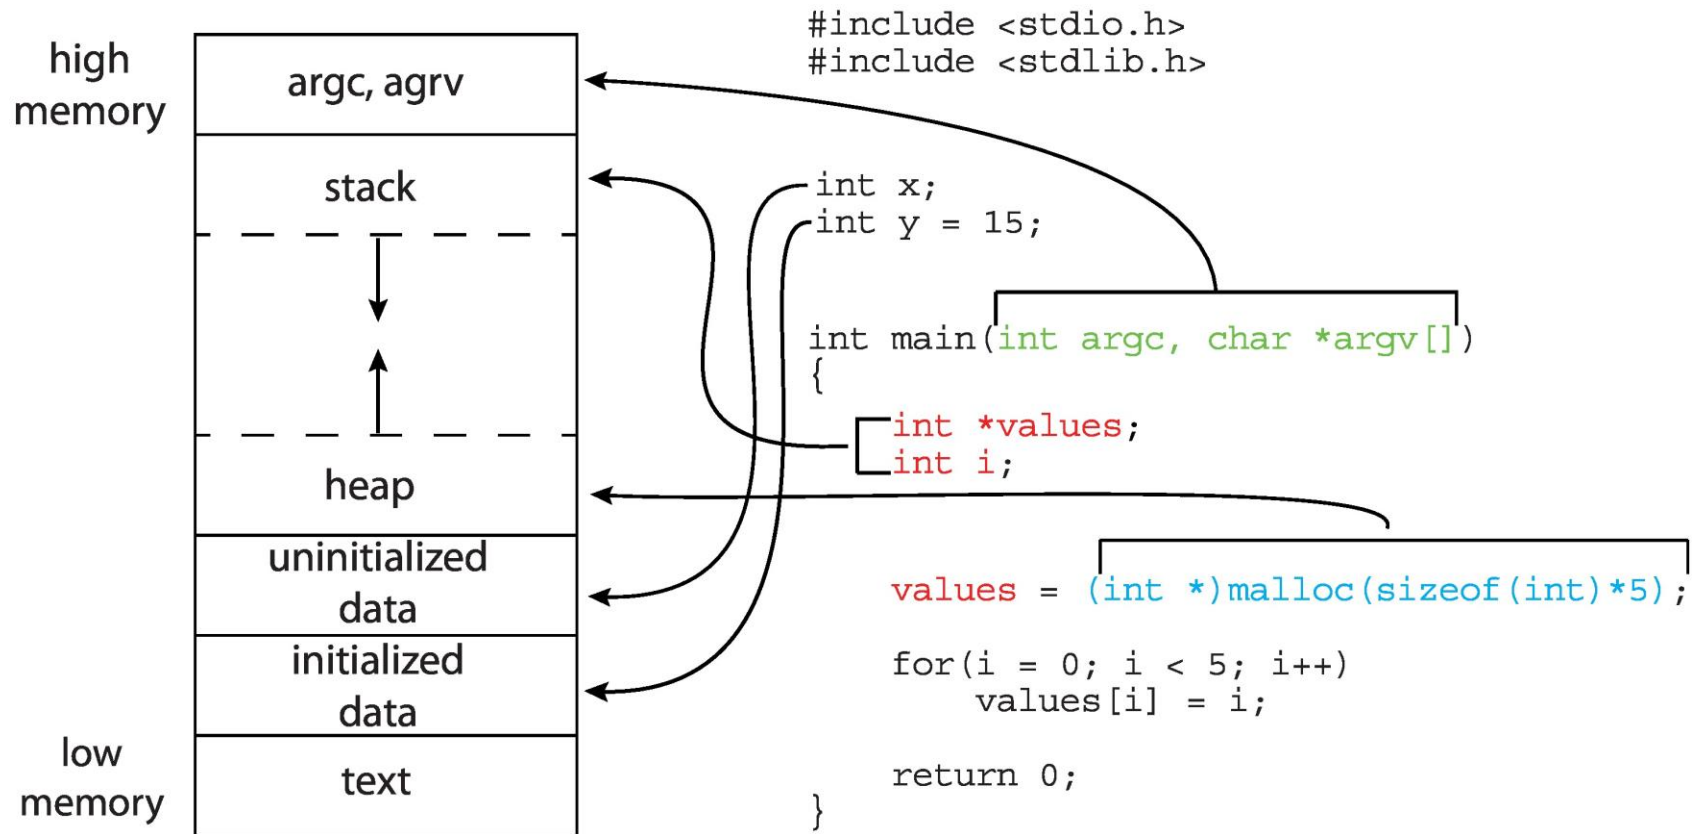 high
memory
argc, agrv
stack
heap
uninitialized
data
initialized
data
low
memory
text
#include <stdio.h>
#include <stdlib.h>
int x;
int y = 15;
int main(int argc, char *argv[])
{
int *values;
int i;
values = (int *)malloc(sizeof(int)*5);
for(i = 0; i < 5; i++)
values[i] = i;
return 0;
}